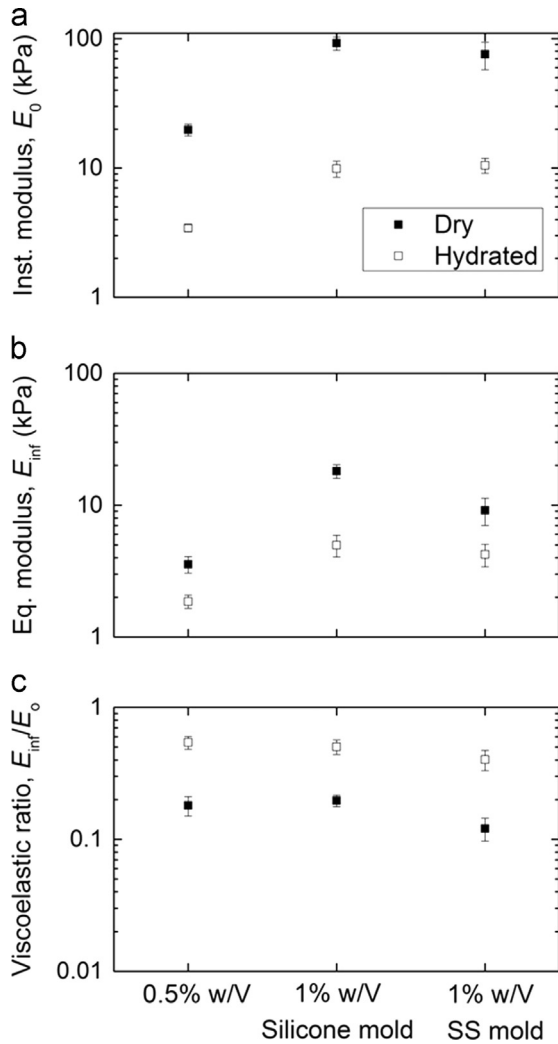 a
Inst. modulus, E0 (kPa)
100
10
1
Dry
Hydrated
b
Eq. modulus, Einf (kPa)
100
10
1
c
Viscoelastic ratio, Einf/Eo
1
0.1
0.01
0.5% w/V 1% w/V 1% w/V
Silicone mold SS mold